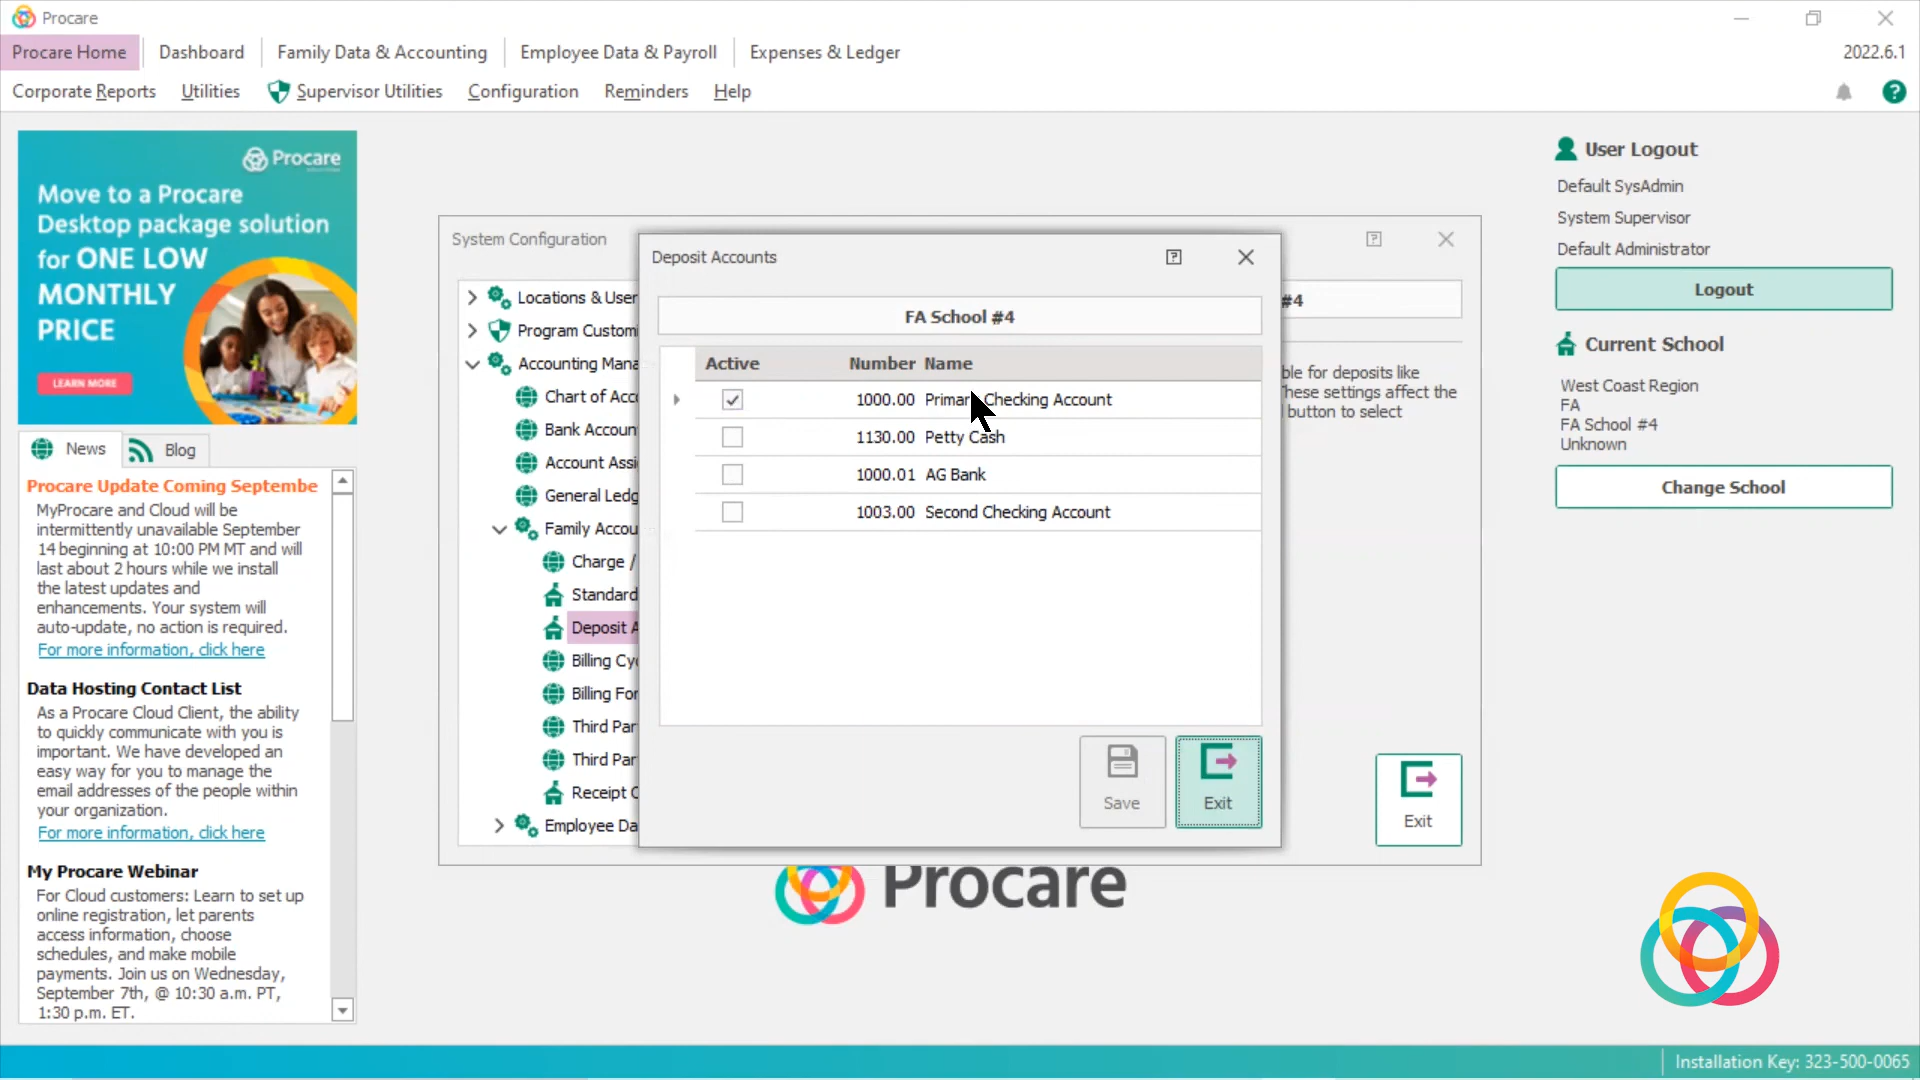 Procare
Procare Home
Dashboard
Family Data & Accounting
Employee Data & Payroll
Expenses & Ledger
2022.6.1
Corporate Reports
Utilities
Supervisor Utilities
Configuration
Reminders
Help
?
Procare
Move to a Procare
Desktop package solution
for ONE LOW
MONTHLY
PRICE
LEARN MORE
News
Blog
Procare Update Coming Septembe
MyProcare and Cloud will be
intermittently unavailable September
14 beginning at 10:00 PM MT and will
last about 2 hours while we install
the latest updates and
enhancements. Your system will
auto-update, no action is required.
For more information, click here
Data Hosting Contact List
As a Procare Cloud Client, the ability
to quickly communicate with you is
important. We have developed an
easy way for you to manage the
email addresses of the people within
your organization.
For more information, click here
My Procare Webinar
For Cloud customers: Learn to set up
online registration, let parents
access information, choose
schedules, and make mobile
payments. Join us on Wednesday,
September 7th, @ 10:30 a.m. PT,
1:30 p.m. ET.
System Configuration
?
Locations & User
Program Customi
Accounting Mana
Chart of Acc
Bank Accoun
Account Assi
General Ledg
Family Accou
Charge /
Standard
Deposit A
Billing Cy
Billing For
Third Par
Third Par
Receipt
Employee Da
#4
ble for deposits like
hese settings affect the
button to select
Exit
Deposit Accounts
?
FA School #4
Active Number Name
1000.00 Primary Checking Account
1130.00 Petty Cash
1000.01 AG Bank
1003.00 Second Checking Account
Save
Exit
Procare
User Logout
Default SysAdmin
System Supervisor
Default Administrator
Logout
Current School
West Coast Region
FA
FA School #4
Unknown
Change School
Installation Key: 323-500-0065